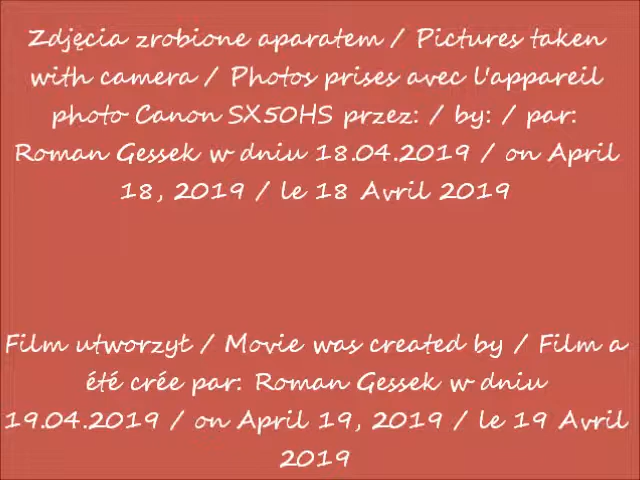 Zdjęcia zrobione aparatem / Pictures taken
with camera / Photos prises avec l'appareil
photo Canon SX50HS przez: / by: / par:
Roman Gessek w dniu 18.04.2019 / on April
18, 2019 / le 18 Avril 2019
Film utworzył / Movie was created by / Film a
été crée par: Roman Gessek w dniu
19.04.2019 / on April 19, 2019 / le 19 Avril
2019